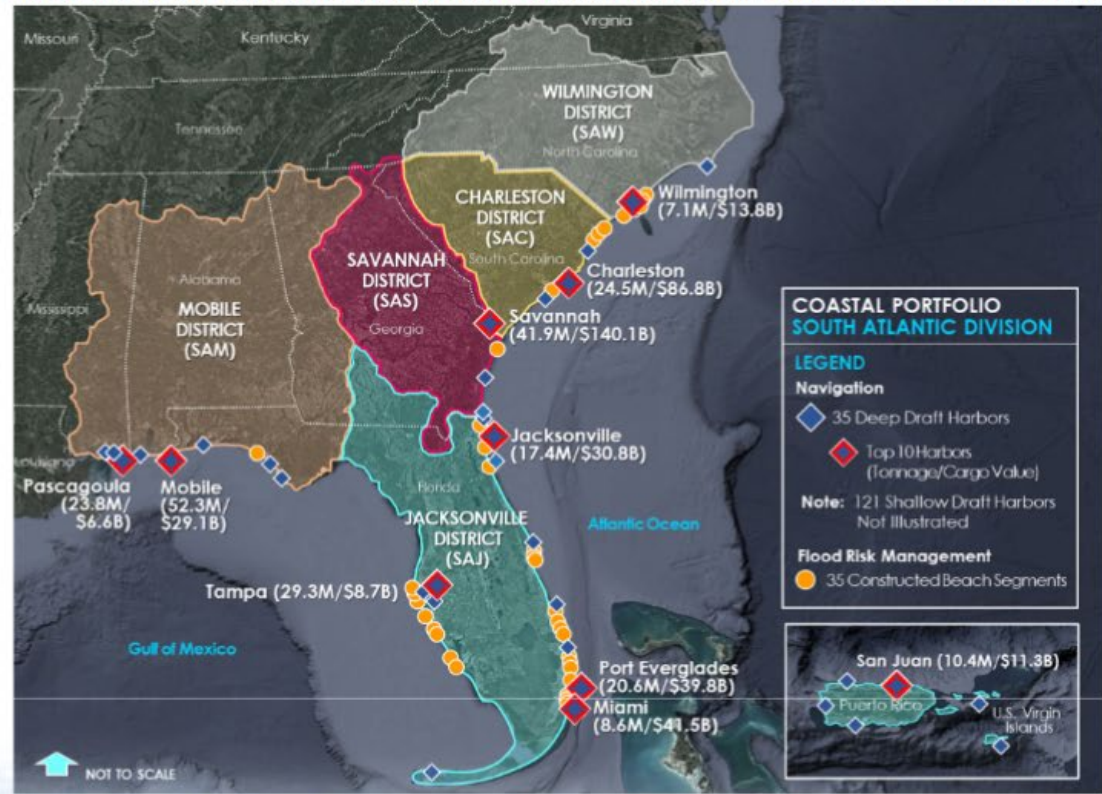 Missouri
Kentucky
Virginia
Tennessee
WILMINGTON
DISTRICT
(SAW)
North Carolina
Wilmington
(7.1M/$13.8B)
CHARLESTON
DISTRICT
(SAC)
South Carolina
Charleston
(24.5M/$86.8B)
SAVANNAH
DISTRICT
(SAS)
Georgia
Savannah
(41.9M/$140.1B)
Alabama
Mississippi
MOBILE
DISTRICT
(SAM)
Jacksonville
(17.4M/$30.8B)
Pascagoula
(23.8M/
$6.6B)
Mobile
(52.3M/
$29.1B)
Florida
JACKSONVILLE
DISTRICT
(SAJ)
Atlantic Ocean
Tampa (29.3M/$8.7B)
Gulf of Mexico
Port Everglades
(20.6M/$39.8B)
Miami
(8.6M/$41.5B)
NOT TO SCALE
COASTAL PORTFOLIO
SOUTH ATLANTIC DIVISION
LEGEND
Navigation
35 Deep Draft Harbors
Top 10 Harbors
(Tonnage/Cargo Value)
Note: 121 Shallow Draft Harbors
Not Illustrated
Flood Risk Management
35 Constructed Beach Segments
San Juan (10.4M/$11.3B)
Puerto Rico
U.S. Virgin
Islands